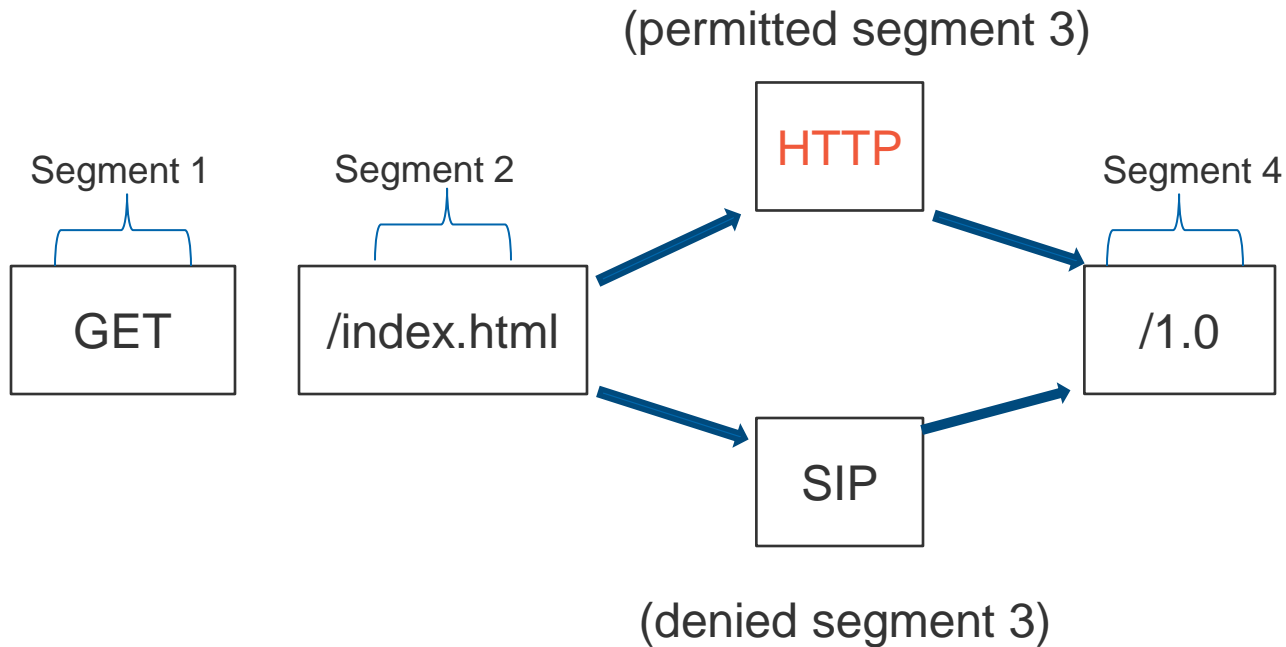 (permitted segment 3)
HTTP
Segment 1
Segment 2
Segment 4
GET
/index.html
/1.0
SIP
(denied segment 3)